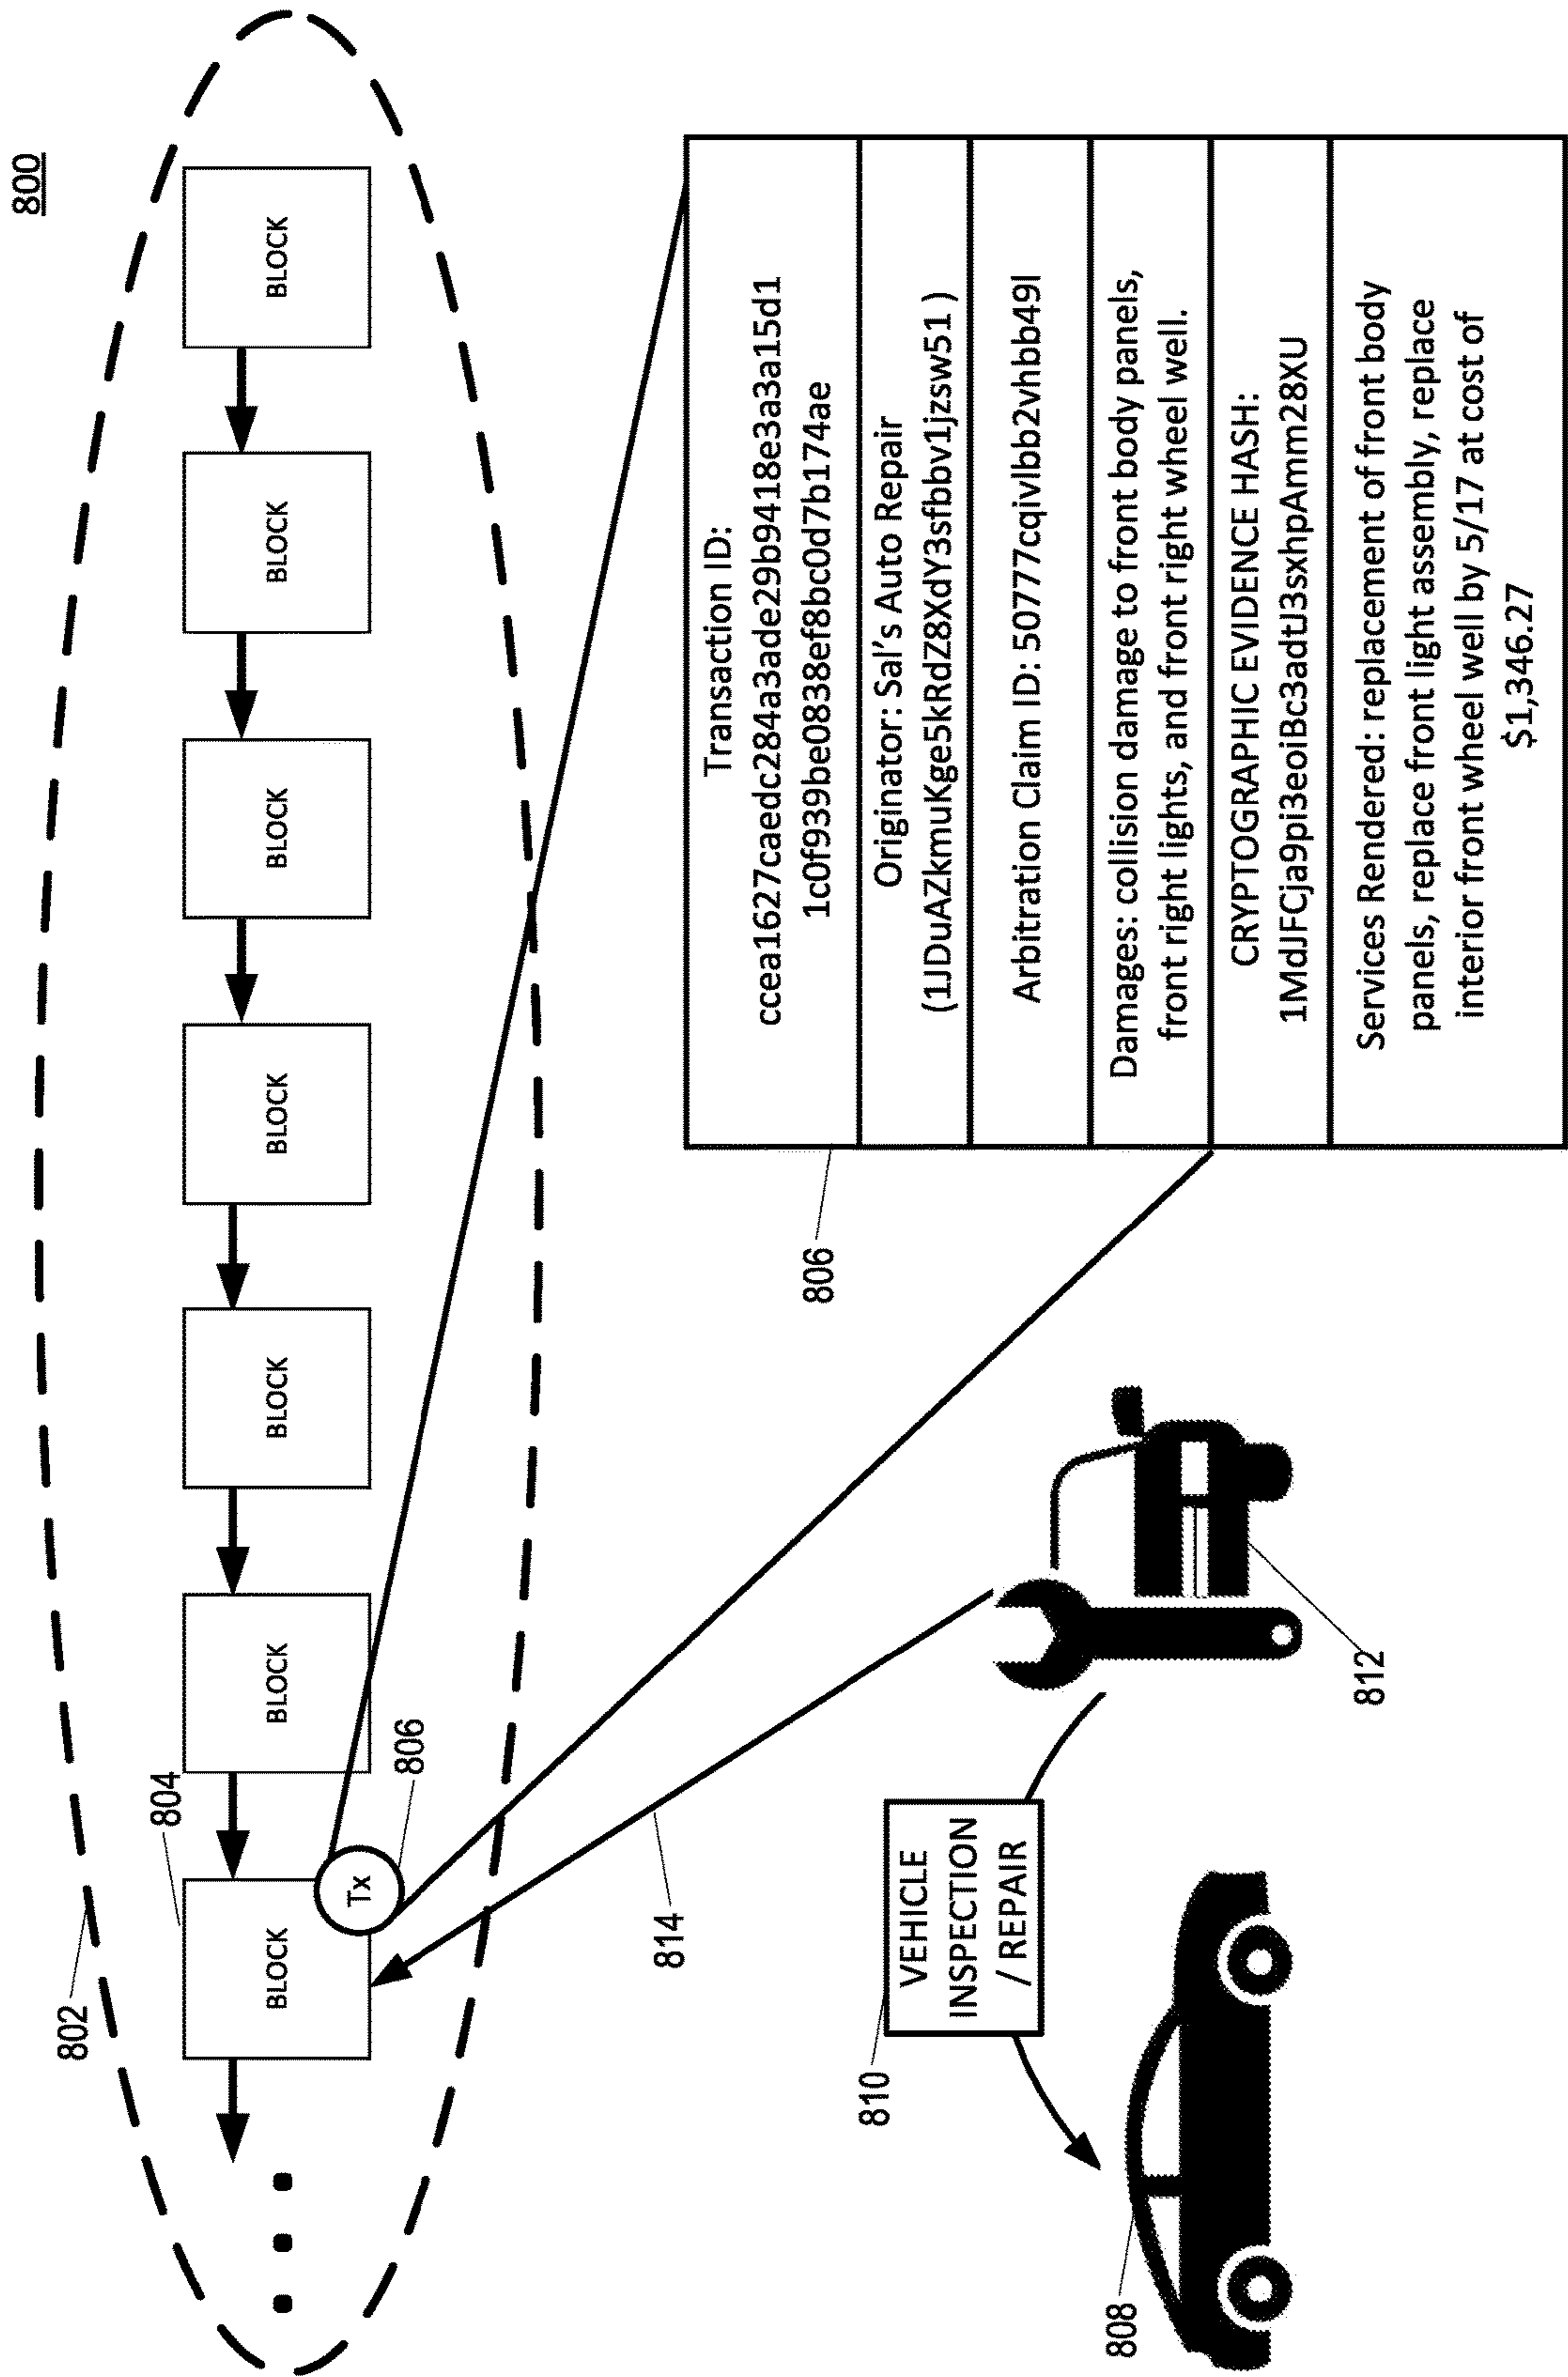 800
802
804
BLOCK
BLOCK
BLOCK
BLOCK
BLOCK
BLOCK
BLOCK
Tx
806
814
810
VEHICLE
INSPECTION
/ REPAIR
808
812
806
Transaction ID:
ccea1627caedc284a3ade29b9418e3a3a15d1
1c0f939be0838ef8bc0d7b174ae
Originator: Sal's Auto Repair
(1JDuAZkmuKge5kRdZ8XdY3sfbbv1jzsw51 )
Arbitration Claim ID: 50777cqivlbb2vhbb49l
Damages: collision damage to front body panels,
front right lights, and front right wheel well.
CRYPTOGRAPHIC EVIDENCE HASH:
1MdJFCja9pi3eoiBc3adtJ3sxhpAmm28XU
Services Rendered: replacement of front body
panels, replace front light assembly, replace
interior front wheel well by 5/17 at cost of
$1,346.27